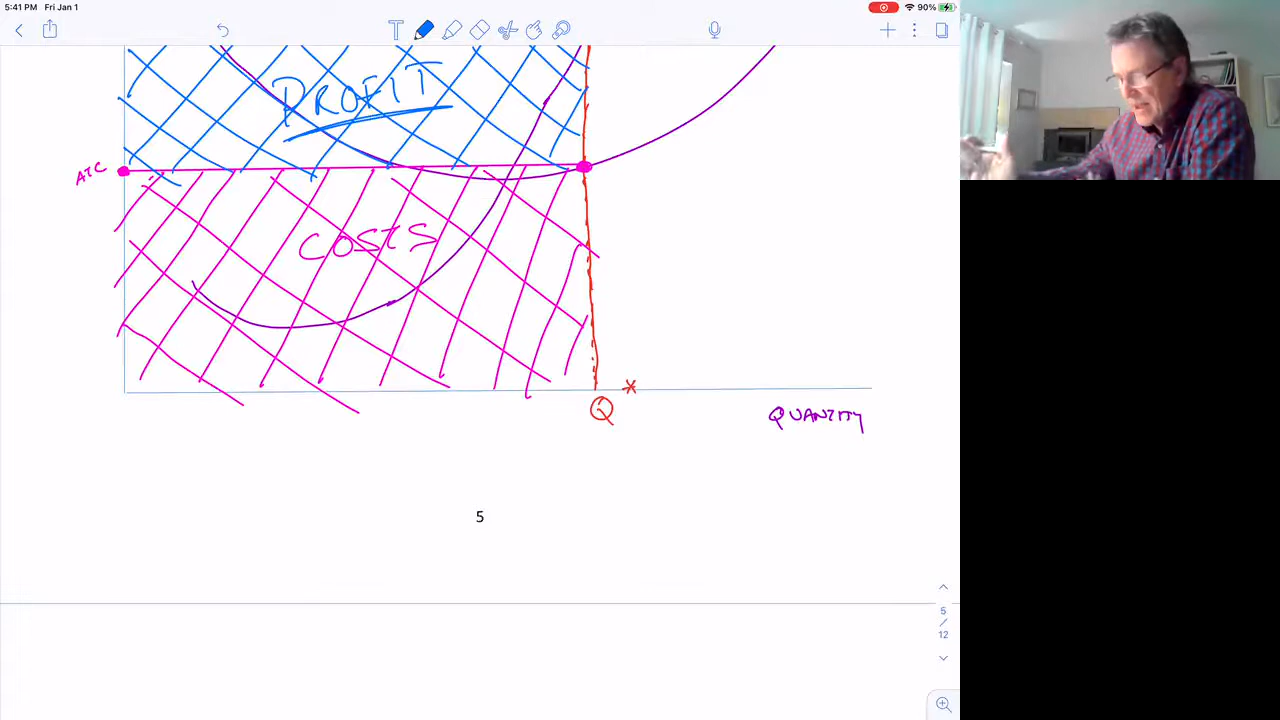 5:41 PM Fri Jan 1
90%
T
PROFIT
ATC
COSTS
Q*
QUANTITY
5
5
/
12